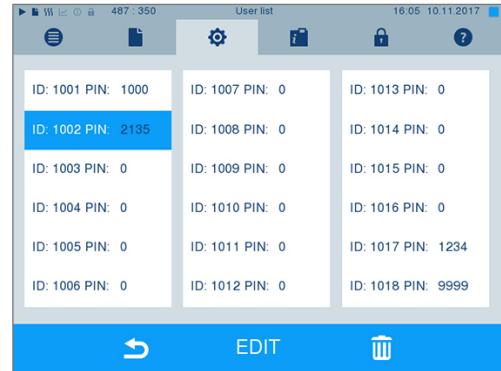 487 : 350 User list 16:05 10.11.2017
ID: 1001 PIN: 1000
ID: 1002 PIN: 2135
ID: 1003 PIN: 0
ID: 1004 PIN: 0
ID: 1005 PIN: 0
ID: 1006 PIN: 0
ID: 1007 PIN: 0
ID: 1008 PIN: 0
ID: 1009 PIN: 0
ID: 1010 PIN: 0
ID: 1011 PIN: 0
ID: 1012 PIN: 0
ID: 1013 PIN: 0
ID: 1014 PIN: 0
ID: 1015 PIN: 0
ID: 1016 PIN: 0
ID: 1017 PIN: 1234
ID: 1018 PIN: 9999
EDIT